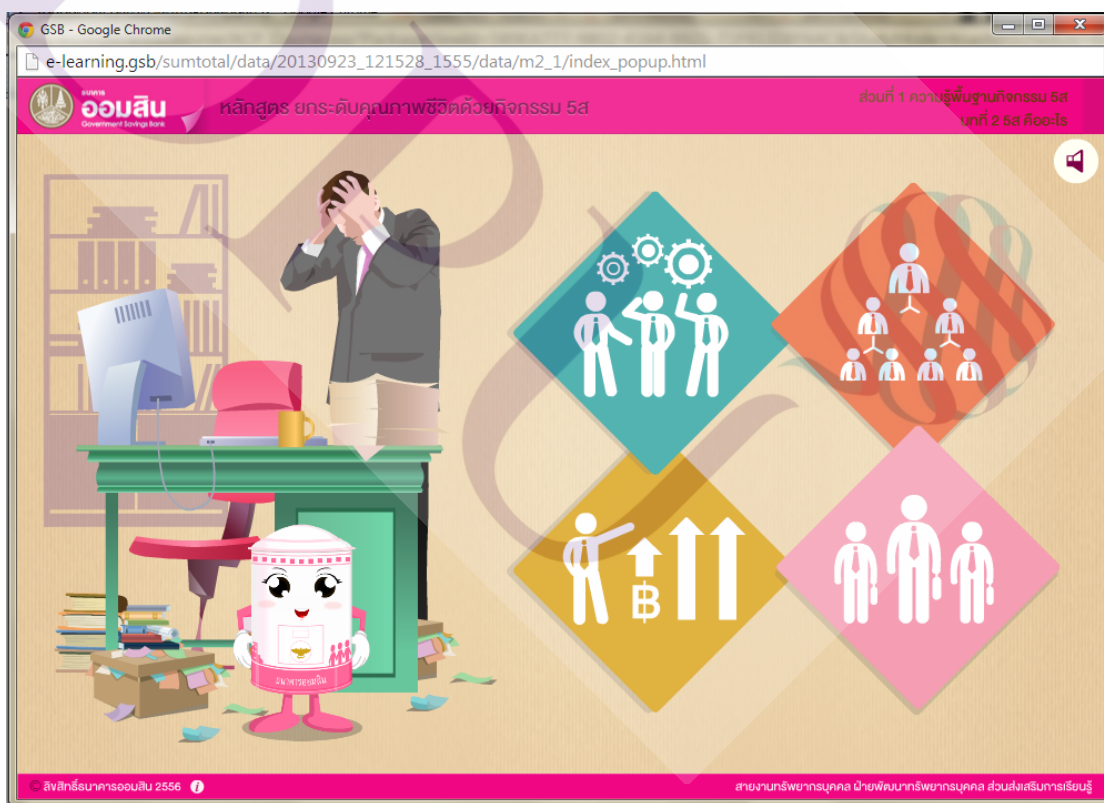 GSB - Google Chrome
e-learning.gsb/sumtotal/data/20130923_121528_1555/data/m2_1/index_popup.html
ธนาคาร
ออมสิน
Government Savings Bank
หลักสูตร ยกระดับคุณภาพชีวิตด้วยกิจกรรม 5ส
ส่วนที่ 1 ความรู้พื้นฐานกิจกรรม 5ส
บทที่ 2 5ส คืออะไร
฿
ธนาคารออมสิน
© ลิขสิทธิ์ธนาคารออมสิน 2556 i
สายงานทรัพยากรบุคคล ฝ่ายพัฒนาทรัพยากรบุคคล ส่วนส่งเสริมการเรียนรู้